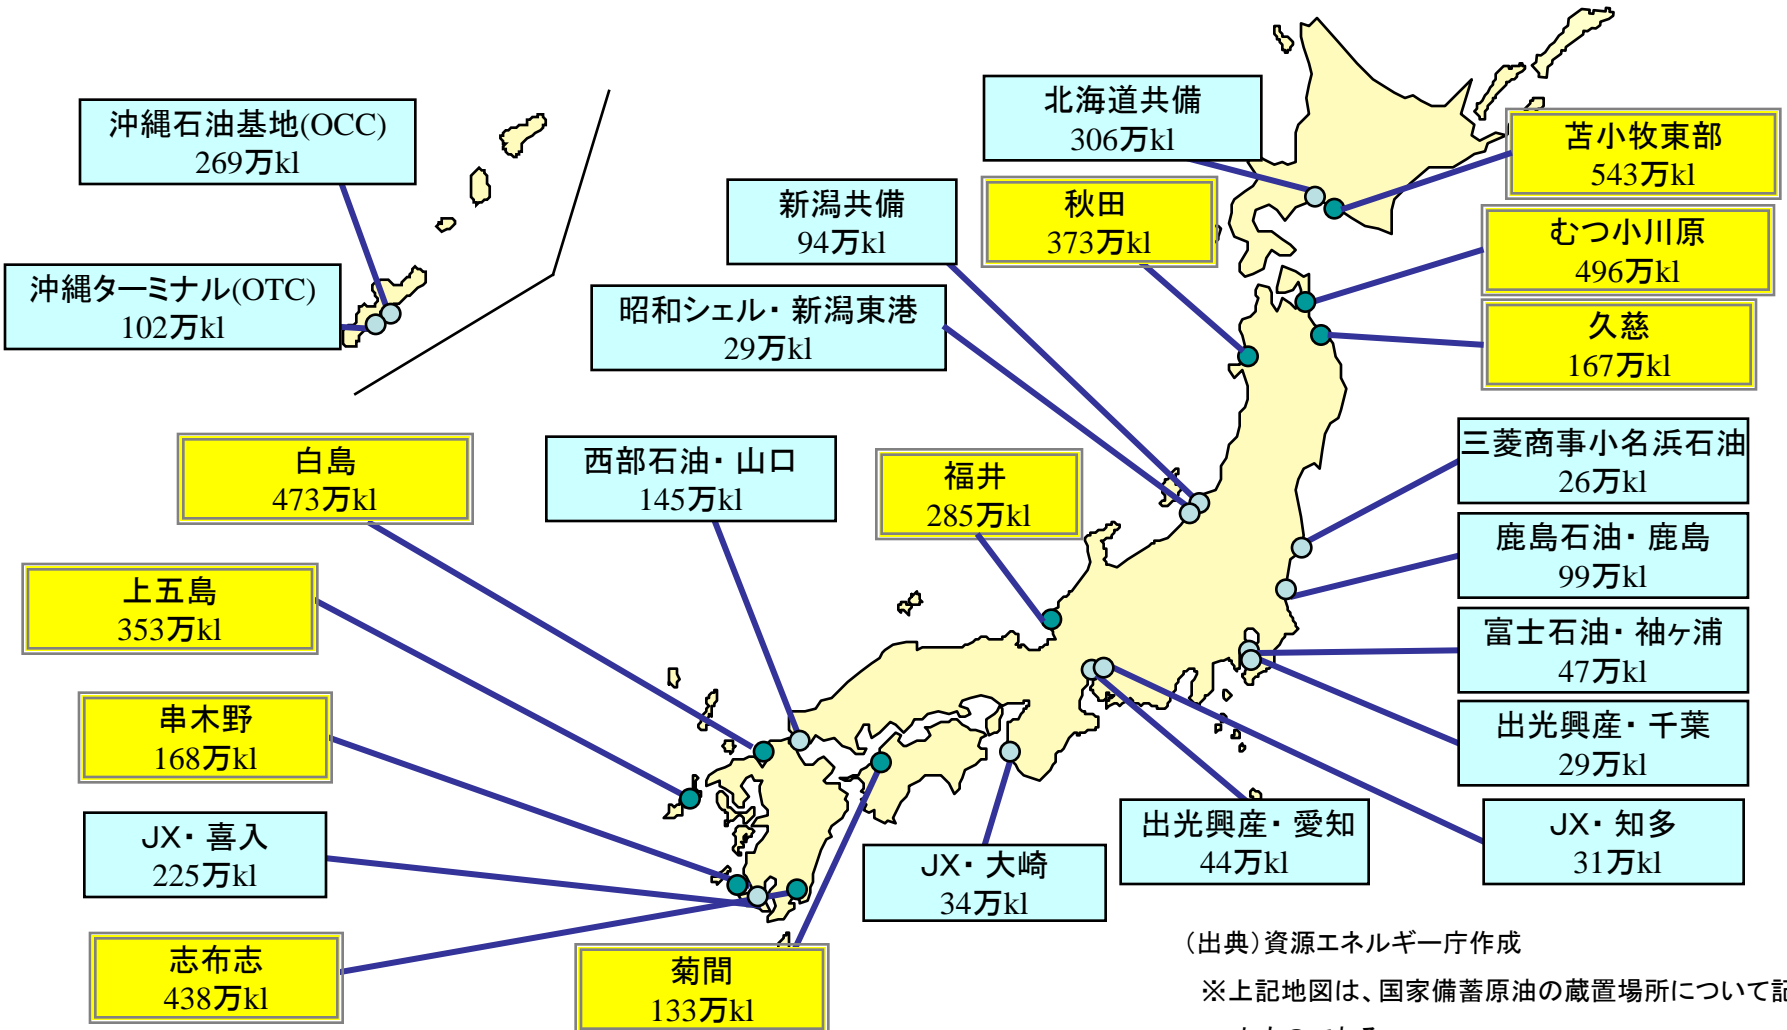 北海道共備
306万kl
苫小牧東部
543万kl
沖縄石油基地(OCC)
269万kl
新潟共備
94万kl
秋田
373万kl
むつ小川原
496万kl
沖縄ターミナル(OTC)
102万kl
昭和シェル・新潟東港
29万kl
久慈
167万kl
白島
473万kl
西部石油・山口
145万kl
福井
285万kl
三菱商事小名浜石油
26万kl
鹿島石油・鹿島
99万kl
上五島
353万kl
富士石油・袖ヶ浦
47万kl
串木野
168万kl
出光興産・千葉
29万kl
JX・喜入
225万kl
JX・大崎
34万kl
出光興産・愛知
44万kl
JX・知多
31万kl
志布志
438万kl
菊間
133万kl
(出典)資源エネルギー庁作成
※上記地図は、国家備蓄原油の蔵置場所について記